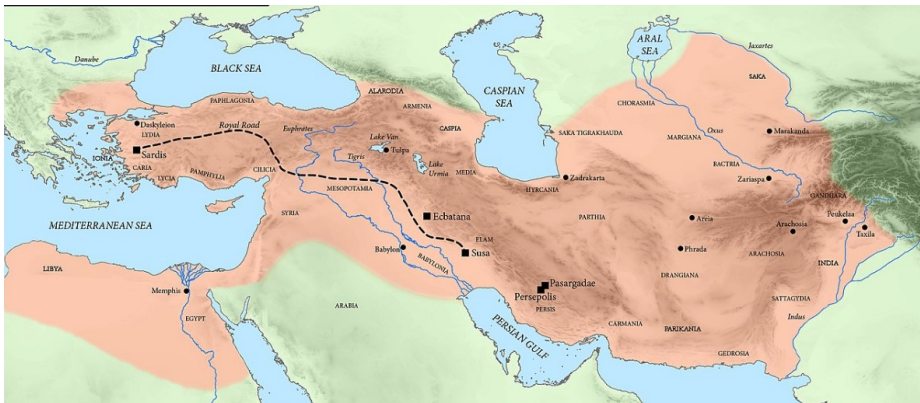 Danube
BLACK SEA
ARAL
SEA
Jaxartes
CASPIAN
SEA
SAKA
ALARODIA
PAPHLAGONIA
ARMENIA
CHORASMIA
Daskyleion
Royal Road
Euphrates
CASPIA
SAKA TIGRAKHAUDA
Oxus
Marakanda
LYDIA
Lake Van
Tushpa
MARGIANA
Sardis
IONIA
Tigris
Lake
Urmia
BACTRIA
CARIA
LYCIA
PAMPHYLIA
CILICIA
MEDIA
Zadrakarta
Zariaspa
MESOPOTAMIA
HYRCANIA
GANDHARA
SYRIA
Ecbatana
PARTHIA
Areia
Peukelaa
MEDITERRANEAN SEA
Arachosia
Taxila
Babylon
ELAM
Susa
Phrada
ARACHOSIA
BABYLONIA
INDIA
LIBYA
DRANGIANA
Memphis
Pasargadae
Persepolis
SATTAGYDIA
EGYPT
ARABIA
PERSIS
Indus
PERSIAN GULF
CARMANIA
PARIKANIA
GEDROSIA